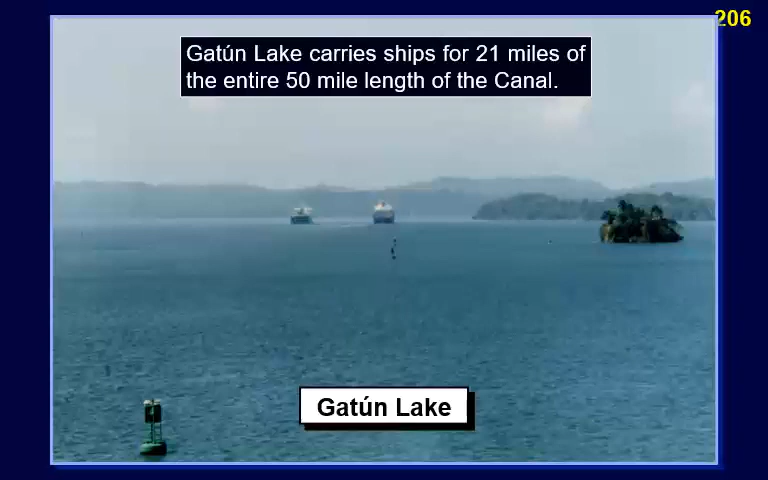 206
Gatún Lake carries ships for 21 miles of
the entire 50 mile length of the Canal.
Gatún Lake